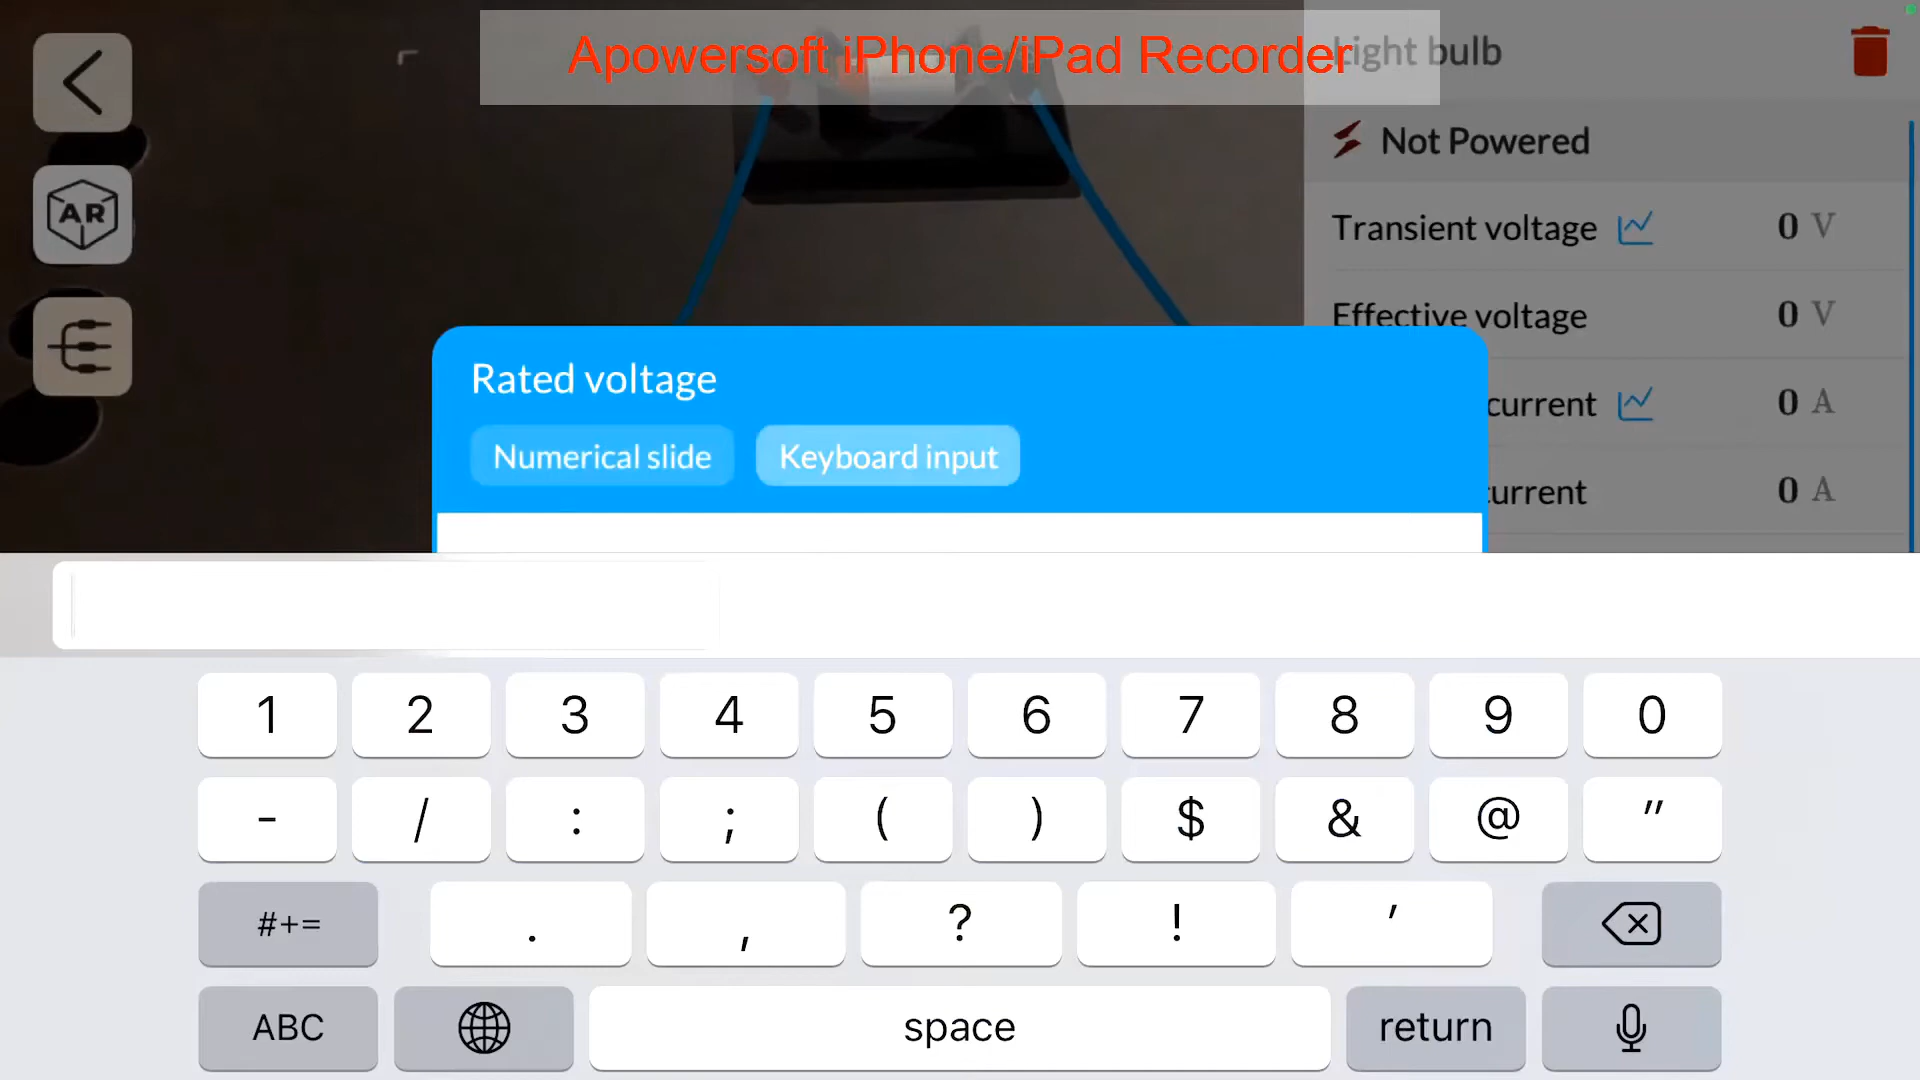 Apowersoft iPhone/iPad Recorder
Light bulb
AR
Not Powered
Transient voltage 0 V
Effective voltage 0 V
current 0 A
current 0 A
Rated voltage
Numerical slide Keyboard input
1 2 3 4 5 6 7 8 9 0
- / : ; ( ) $ & @ "
#+= . , ? ! '
ABC space return